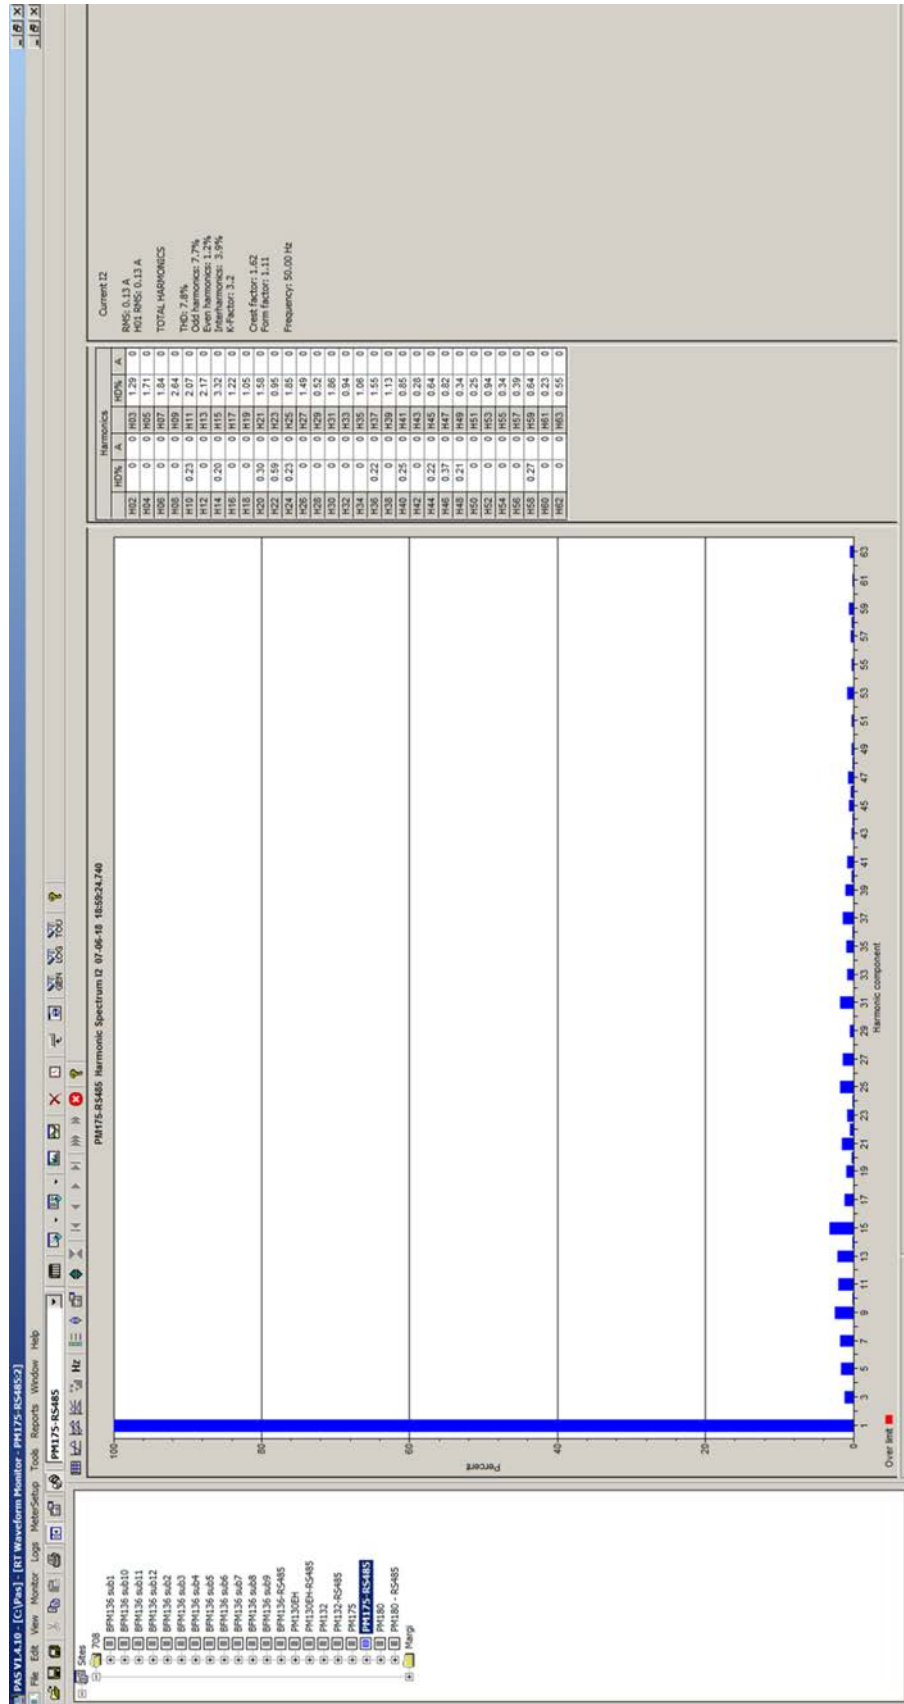 PAS V1.4.10 - [C:\Pas] - [RT Waveform Monitor - PM175-RS485:2]
File Edit View Monitor Logs MeterSetup Tools Reports Window Help
PM175-RS485
GEN LOG TOU
Hz
Sites
708
BFM136 sub1
BFM136 sub10
BFM136 sub11
BFM136 sub12
BFM136 sub2
BFM136 sub3
BFM136 sub4
BFM136 sub5
BFM136 sub6
BFM136 sub7
BFM136 sub8
BFM136 sub9
BFM136-RS485
PM130EH
PM130EH-RS485
PM132
PM132-RS485
PM175
PM175-RS485
PM180
PM180 - RS485
Margi
PM175-RS485 Harmonic Spectrum I2 07-06-18 18:59:24.740
100
80
60
40
20
0
Percent
1 3 5 7 9 11 13 15 17 19 21 23 25 27 29 31 33 35 37 39 41 43 45 47 49 51 53 55 57 59 61 63
Harmonic component
Over limit
Harmonics
HD% A HD% A
H02 0 0 H03 1.29 0
H04 0 0 H05 1.71 0
H06 0 0 H07 1.84 0
H08 0 0 H09 2.64 0
H10 0.23 0 H11 2.07 0
H12 0 0 H13 2.17 0
H14 0.20 0 H15 3.32 0
H16 0 0 H17 1.22 0
H18 0 0 H19 1.05 0
H20 0.30 0 H21 1.58 0
H22 0.59 0 H23 0.95 0
H24 0.23 0 H25 1.85 0
H26 0 0 H27 1.49 0
H28 0 0 H29 0.52 0
H30 0 0 H31 1.86 0
H32 0 0 H33 0.94 0
H34 0 0 H35 1.06 0
H36 0.22 0 H37 1.55 0
H38 0 0 H39 1.13 0
H40 0.25 0 H41 0.85 0
H42 0 0 H43 0.28 0
H44 0.22 0 H45 0.64 0
H46 0.37 0 H47 0.82 0
H48 0.21 0 H49 0.34 0
H50 0 0 H51 0.25 0
H52 0 0 H53 0.94 0
H54 0 0 H55 0.34 0
H56 0 0 H57 0.39 0
H58 0.27 0 H59 0.64 0
H60 0 0 H61 0.23 0
H62 0 0 H63 0.55 0
Current I2
RMS: 0.13 A
H01 RMS: 0.13 A
TOTAL HARMONICS
THD: 7.8%
Odd harmonics: 7.7%
Even harmonics: 1.2%
Interharmonics: 3.9%
K-Factor: 3.2
Crest factor: 1.62
Form factor: 1.11
Frequency: 50.00 Hz